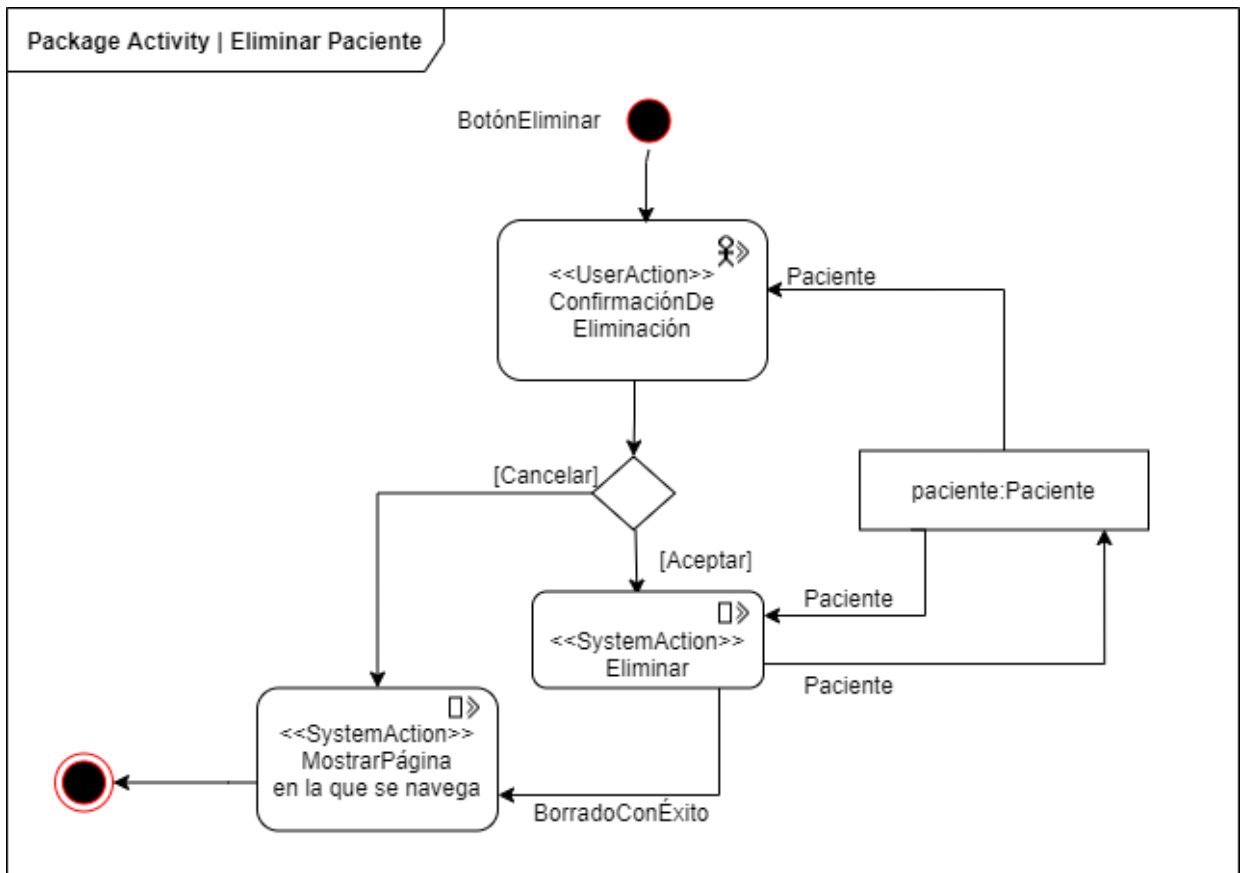 Package Activity | Eliminar Paciente
BotónEliminar
<<UserAction>>
ConfirmaciónDe
Eliminación
Paciente
[Cancelar]
paciente:Paciente
[Aceptar]
Paciente
<<SystemAction>>
Eliminar
Paciente
<<SystemAction>>
MostrarPágina
en la que se navega
BorradoConÉxito